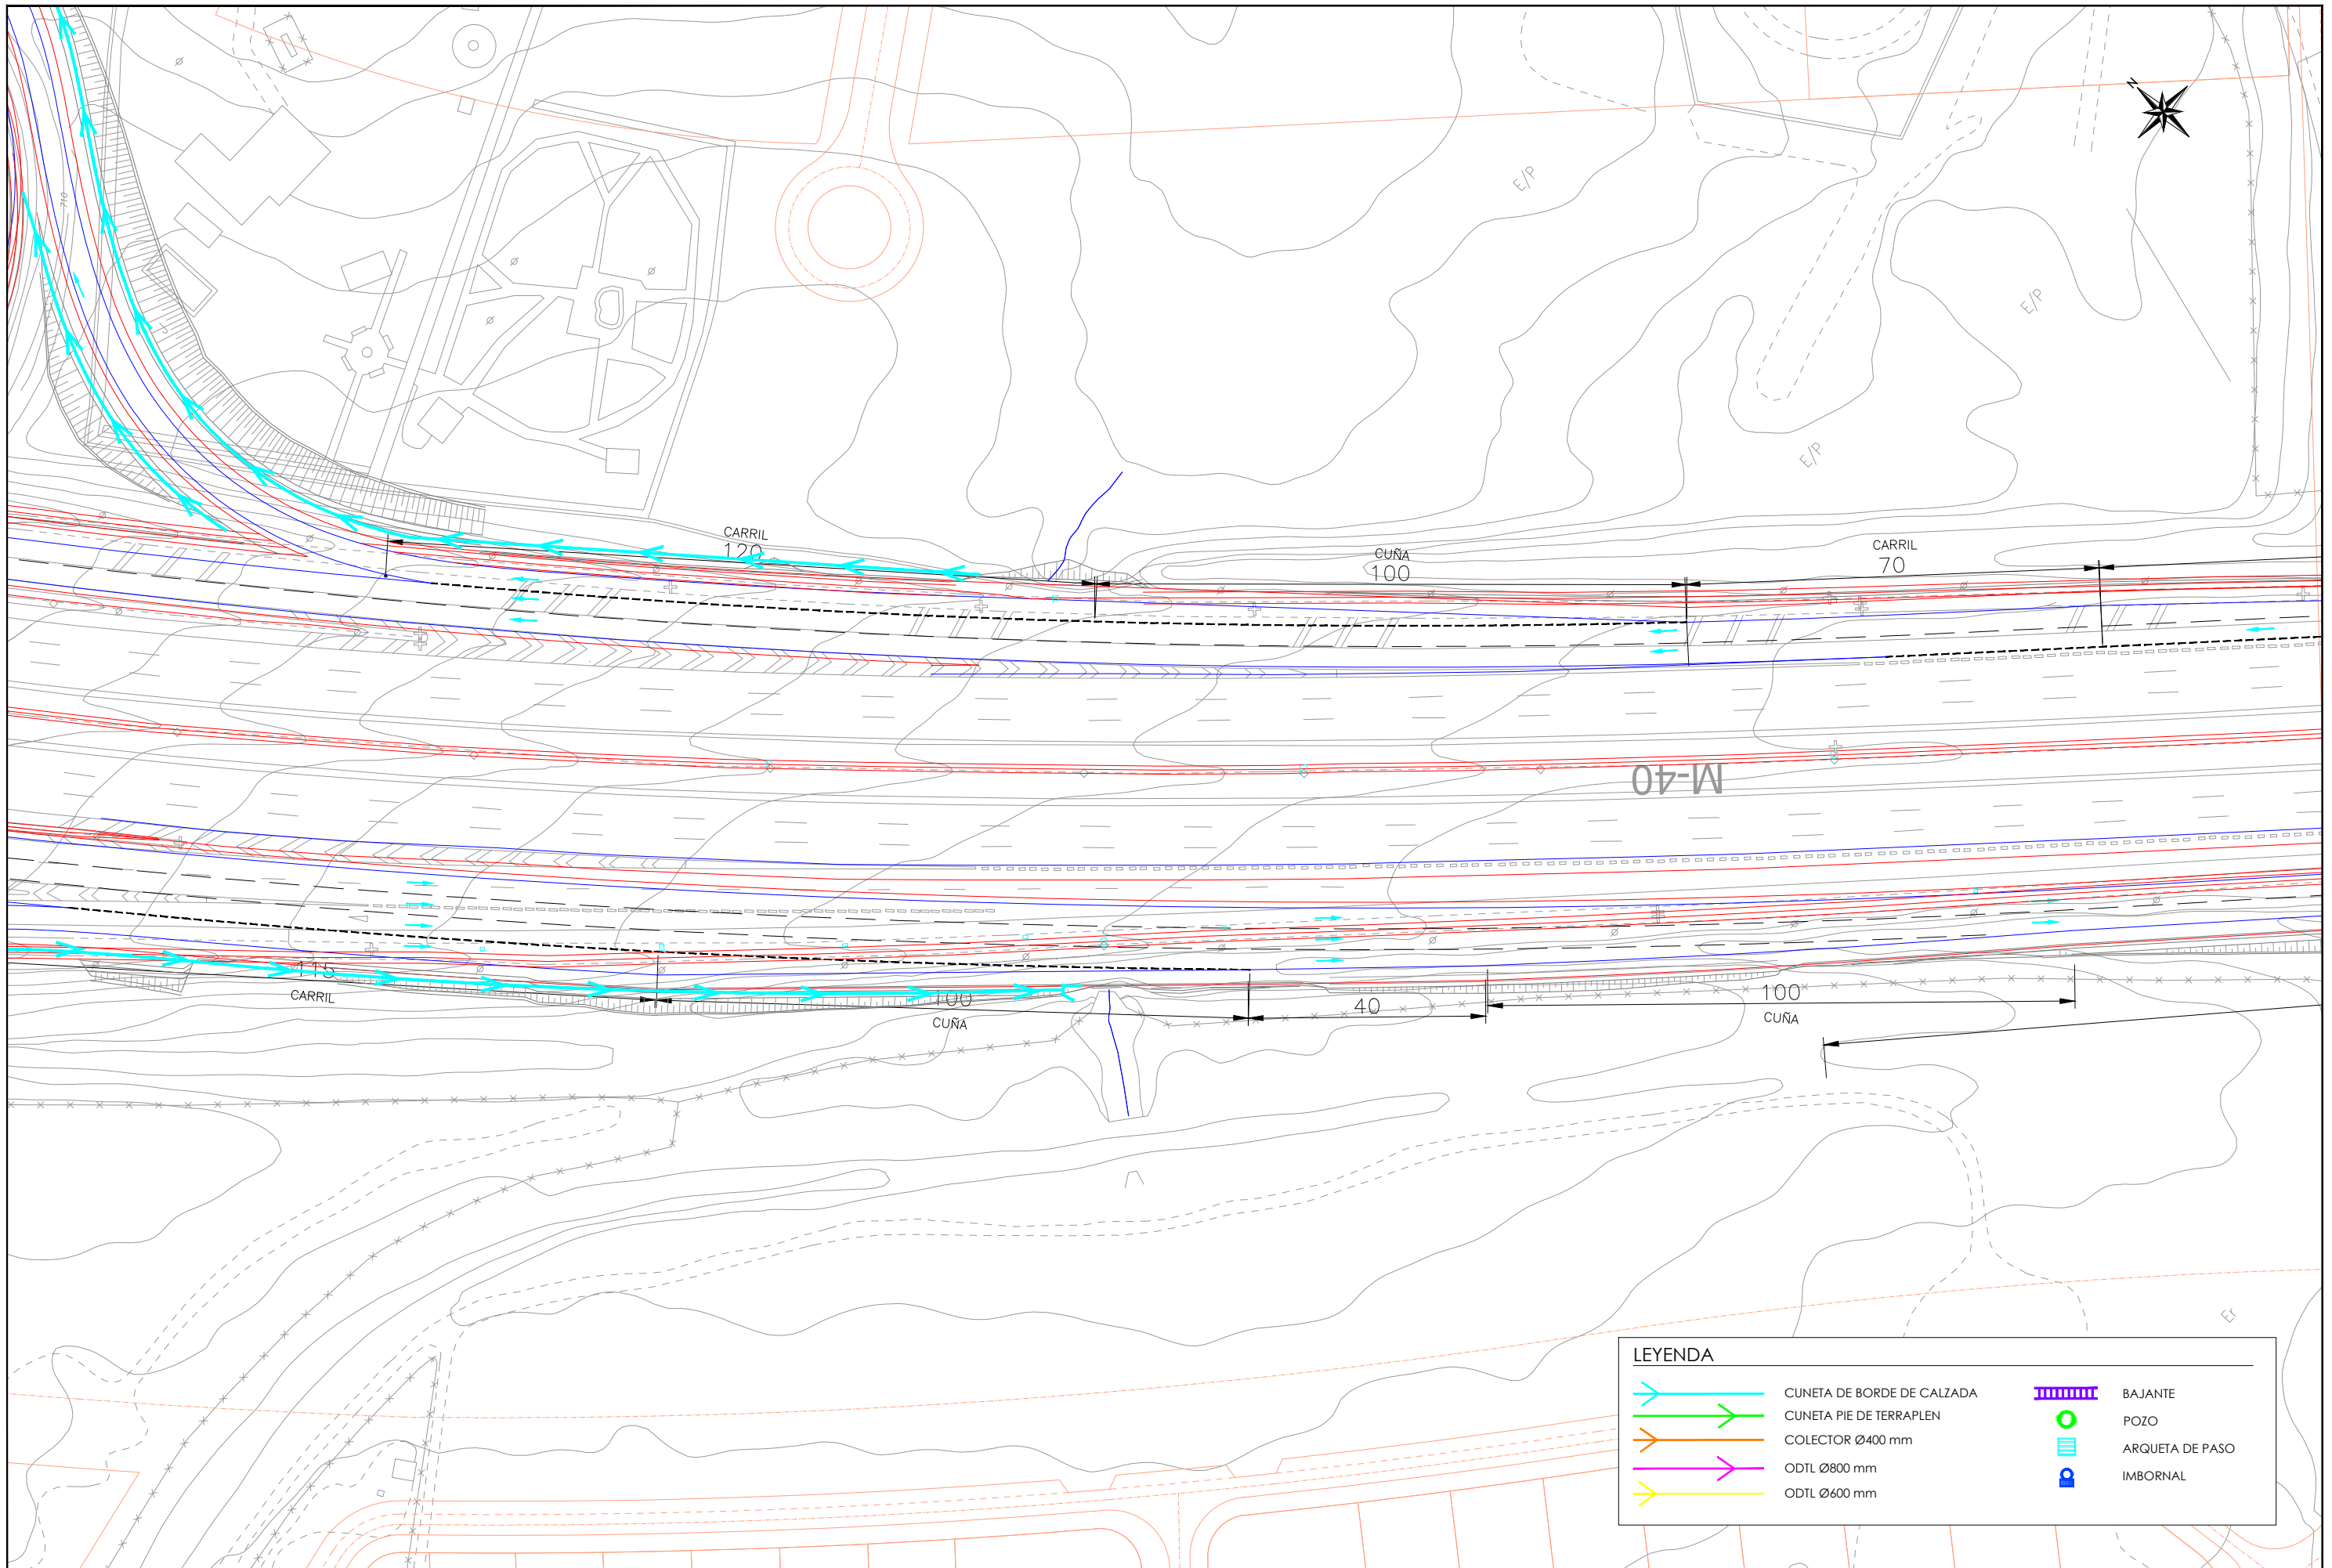 N
710
E/P
E/P
E/P
CARRIL
120
CUÑA
100
CARRIL
70
M-40
115
CARRIL
100
CUÑA
40
100
CUÑA
LEYENDA
CUNETA DE BORDE DE CALZADA
CUNETA PIE DE TERRAPLEN
COLECTOR Ø400 mm
ODTL Ø800 mm
ODTL Ø600 mm
BAJANTE
POZO
ARQUETA DE PASO
IMBORNAL